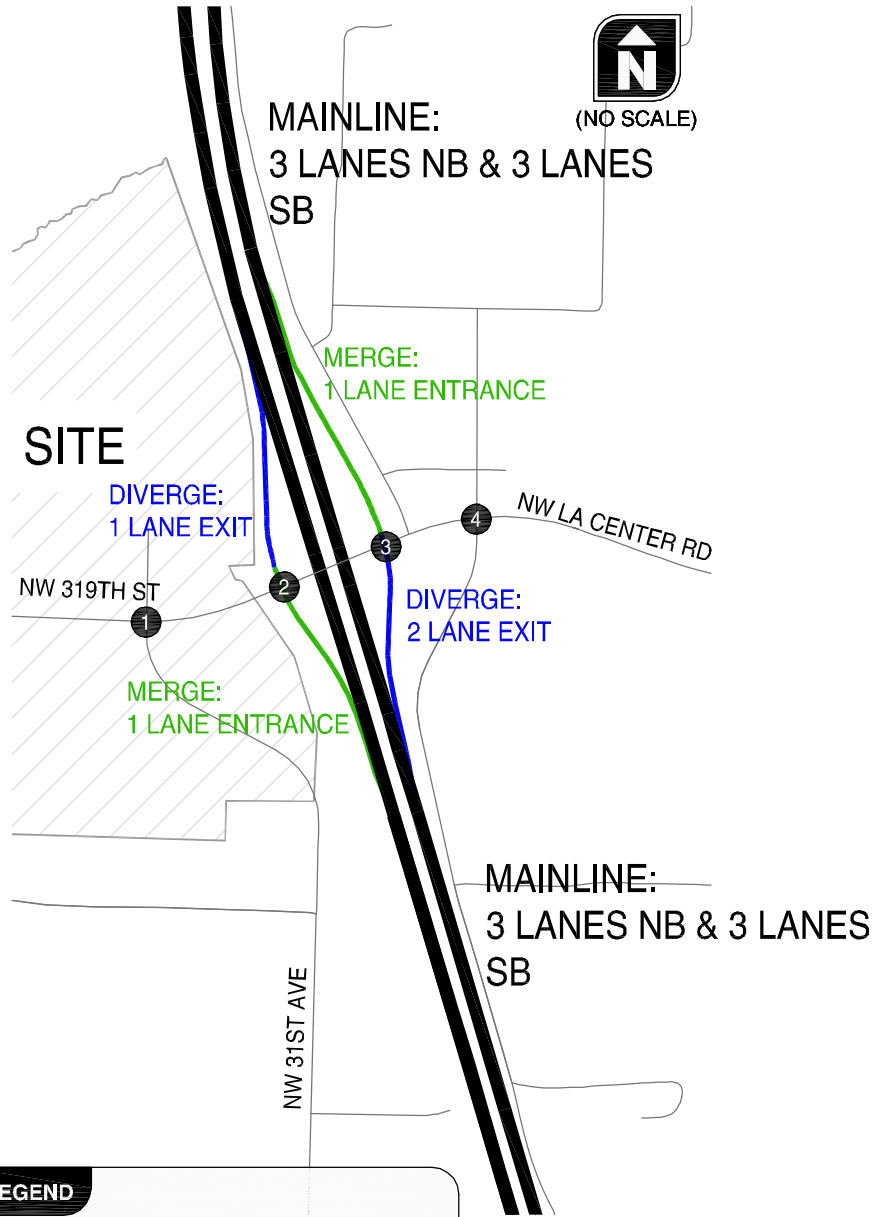 N
(NO SCALE)
MAINLINE:
3 LANES NB & 3 LANES
SB
MERGE:
1 LANE ENTRANCE
SITE
DIVERGE:
1 LANE EXIT
NW LA CENTER RD
4
3
2
1
NW 319TH ST
DIVERGE:
2 LANE EXIT
MERGE:
1 LANE ENTRANCE
MAINLINE:
3 LANES NB & 3 LANES
SB
NW 31ST AVE
EGEND